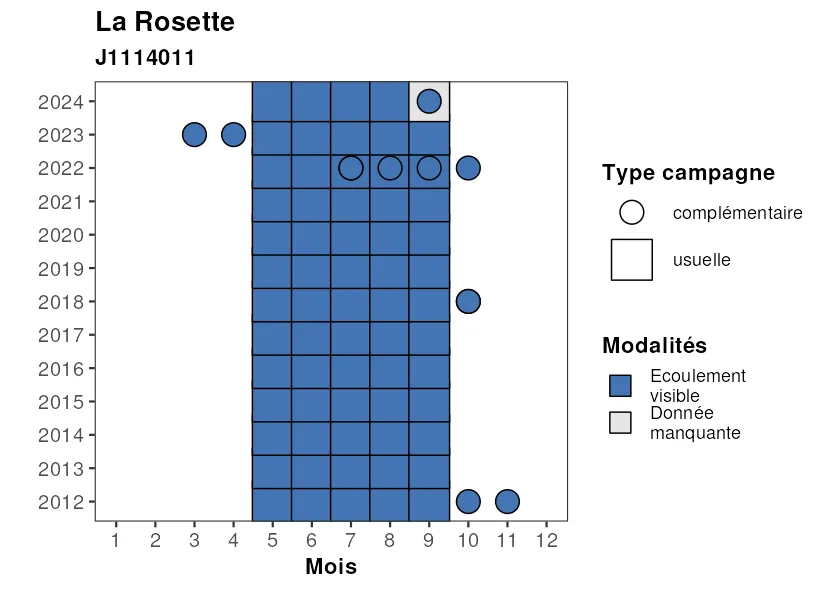 La Rosette
J1114011
2024
2023
2022
2021
2020
2019
2018
2017
2016
2015
2014
2013
2012
1 2 3 4 5 6 7 8 9 10 11 12
Mois
Type campagne
complémentaire
usuelle
Modalités
Ecoulement
visible
Donnée
manquante